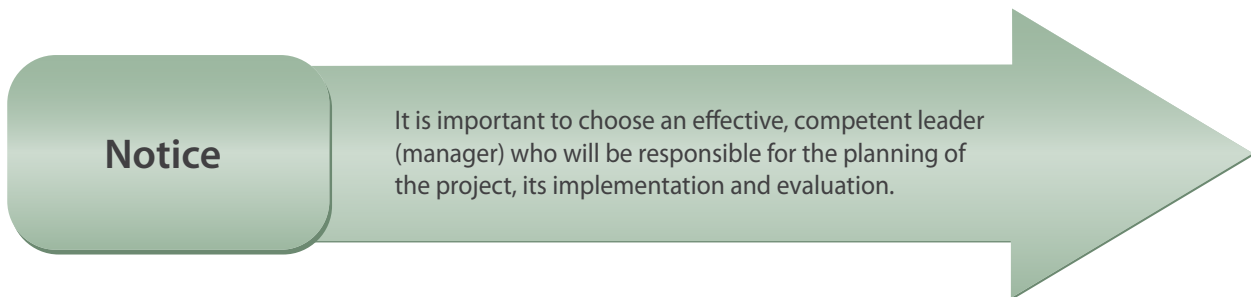 Notice
It is important to choose an effective, competent leader
(manager) who will be responsible for the planning of
the project, its implementation and evaluation.